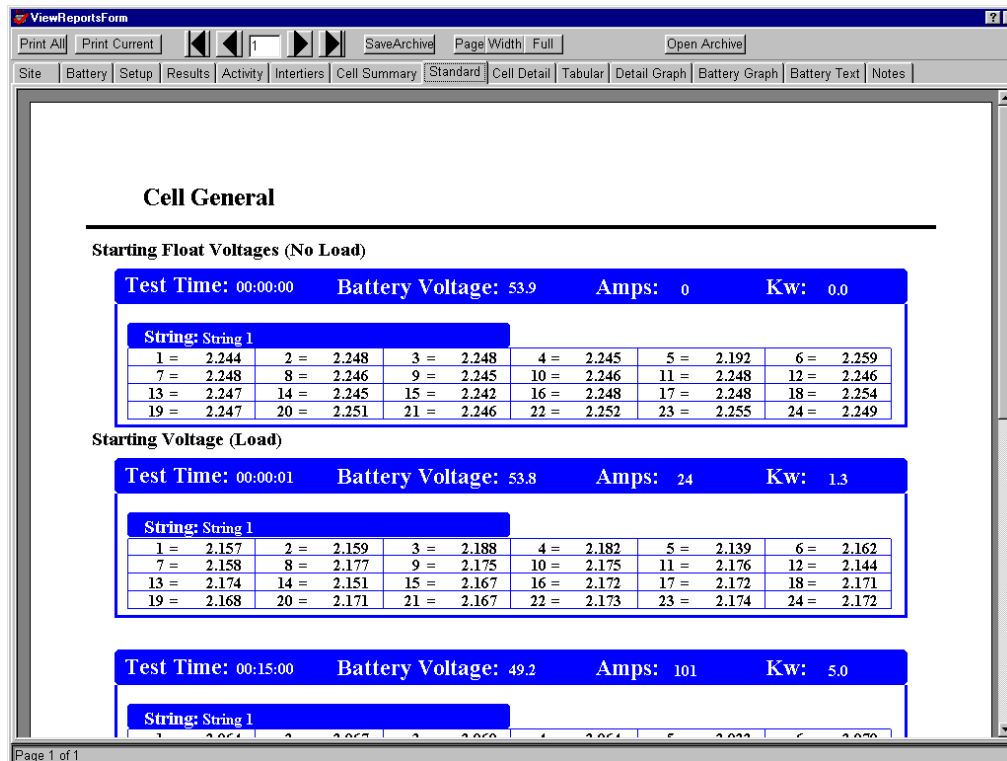 ViewReportsForm ?
Print All Print Current 1 SaveArchive Page Width Full Open Archive
Site Battery Setup Results Activity Intertiers Cell Summary Standard Cell Detail Tabular Detail Graph Battery Graph Battery Text Notes
Cell General
Starting Float Voltages (No Load)
Test Time: 00:00:00 Battery Voltage: 53.9 Amps: 0 Kw: 0.0
String: String 1
1 = 2.244 2 = 2.248 3 = 2.248 4 = 2.245 5 = 2.192 6 = 2.259
7 = 2.248 8 = 2.246 9 = 2.245 10 = 2.246 11 = 2.248 12 = 2.246
13 = 2.247 14 = 2.245 15 = 2.242 16 = 2.248 17 = 2.248 18 = 2.254
19 = 2.247 20 = 2.251 21 = 2.246 22 = 2.252 23 = 2.255 24 = 2.249
Starting Voltage (Load)
Test Time: 00:00:01 Battery Voltage: 53.8 Amps: 24 Kw: 1.3
String: String 1
1 = 2.157 2 = 2.159 3 = 2.188 4 = 2.182 5 = 2.139 6 = 2.162
7 = 2.158 8 = 2.177 9 = 2.175 10 = 2.175 11 = 2.176 12 = 2.144
13 = 2.174 14 = 2.151 15 = 2.167 16 = 2.172 17 = 2.172 18 = 2.171
19 = 2.168 20 = 2.171 21 = 2.167 22 = 2.173 23 = 2.174 24 = 2.172
Test Time: 00:15:00 Battery Voltage: 49.2 Amps: 101 Kw: 5.0
String: String 1
Page 1 of 1